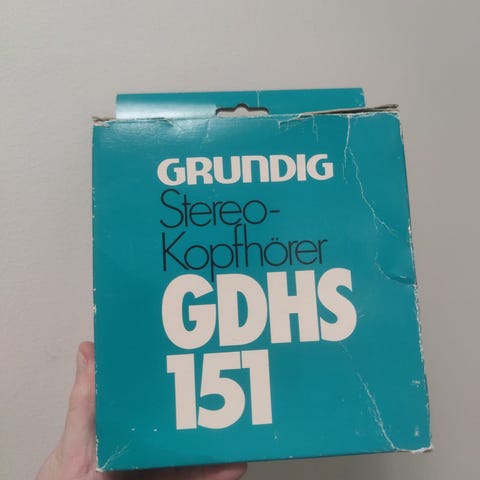 GRUNDIG
Stereo-
Kopfhörer
GDHS
151